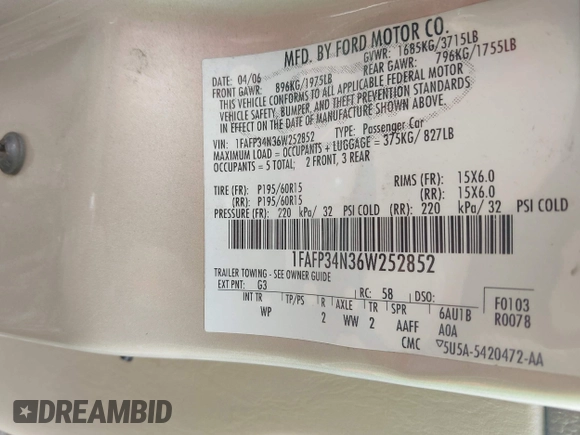 MFD. BY FORD MOTOR CO.
DATE: 04/06 GVWR: 1685KG/3715LB
FRONT GAWR: 896KG/1975LB REAR GAWR: 796KG/1755LB
THIS VEHICLE CONFORMS TO ALL APPLICABLE FEDERAL MOTOR
VEHICLE SAFETY, BUMPER, AND THEFT PREVENTION STANDARDS
IN EFFECT ON THE DATE OF MANUFACTURE SHOWN ABOVE.
VIN: 1FAFP34N36W252852 TYPE: Passenger Car
MAXIMUM LOAD = OCCUPANTS + LUGGAGE = 375KG/ 827LB
OCCUPANTS = 5 TOTAL: 2 FRONT, 3 REAR
TIRE (FR): P195/60R15 RIMS (FR): 15X6.0
(RR): P195/60R15 (RR): 15X6.0
PRESSURE (FR): 220 kPa/ 32 PSI COLD (RR): 220 kPa/ 32 PSI COLD
1FAFP34N36W252852
TRAILER TOWING - SEE OWNER GUIDE
EXT PNT: G3 RC: 58 DSO: F0103
INT TR TP/PS R AXLE TR SPR 6AU1B R0078
WP 2 WW 2 AAFF A0A
CMC ▽5U5A-5420472-AA
#DREAMBID